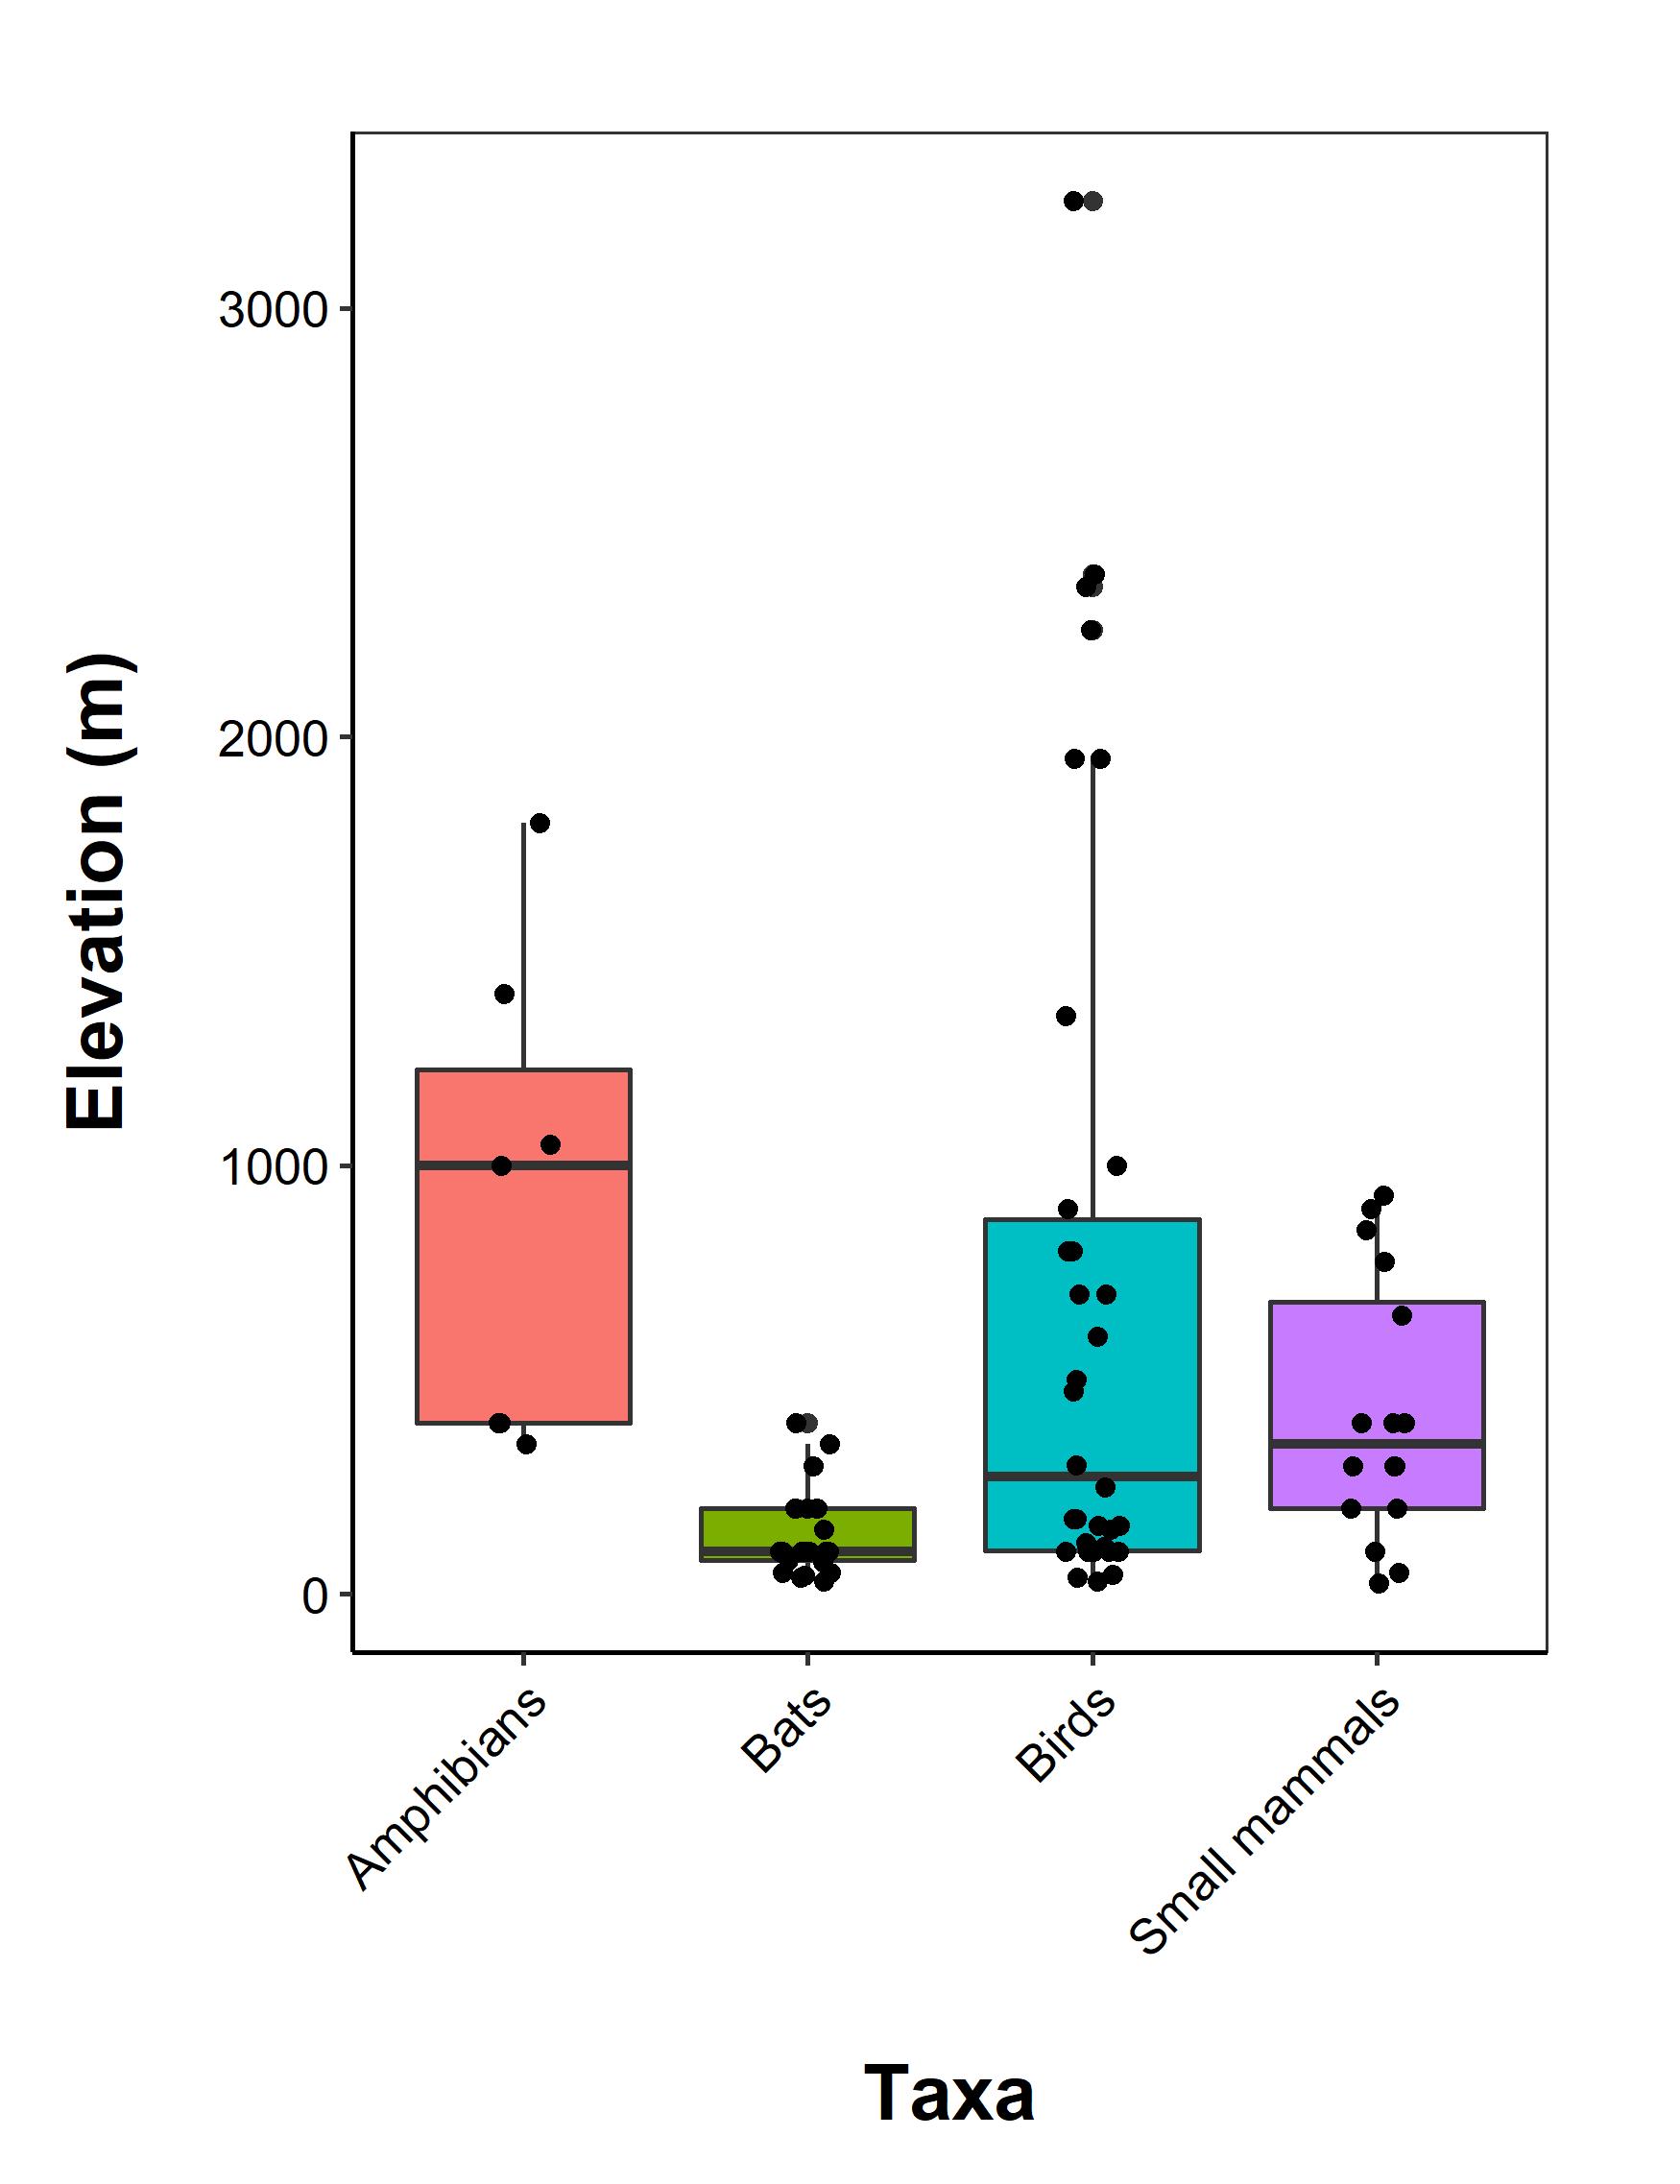 Elevation (m)
3000
2000
1000
0
Amphibians
Bats
Birds
Small mammals
Taxa